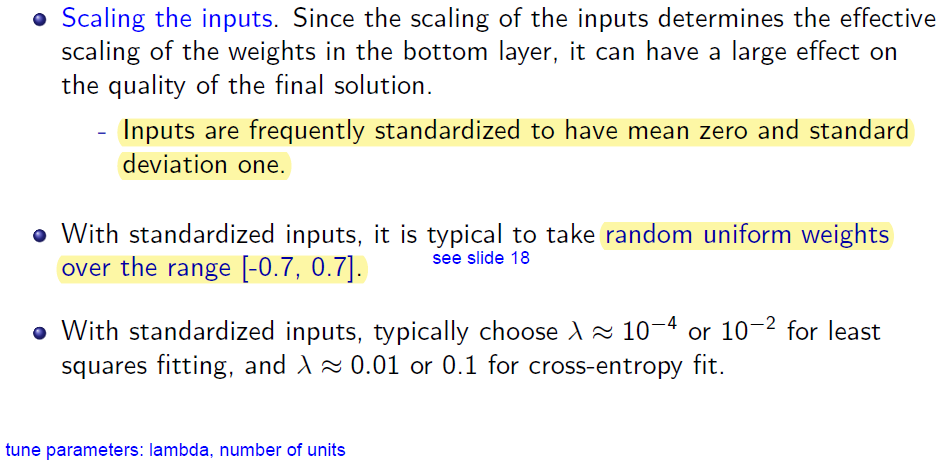 Scaling the inputs. Since the scaling of the inputs determines the effective
scaling of the weights in the bottom layer, it can have a large effect on
the quality of the final solution.
- Inputs are frequently standardized to have mean zero and standard
deviation one.
With standardized inputs, it is typical to take random uniform weights
over the range [-0.7, 0.7].
see slide 18
With standardized inputs, typically choose λ ≈ 10⁻⁴ or 10⁻² for least
squares fitting, and λ ≈ 0.01 or 0.1 for cross-entropy fit.
tune parameters: lambda, number of units